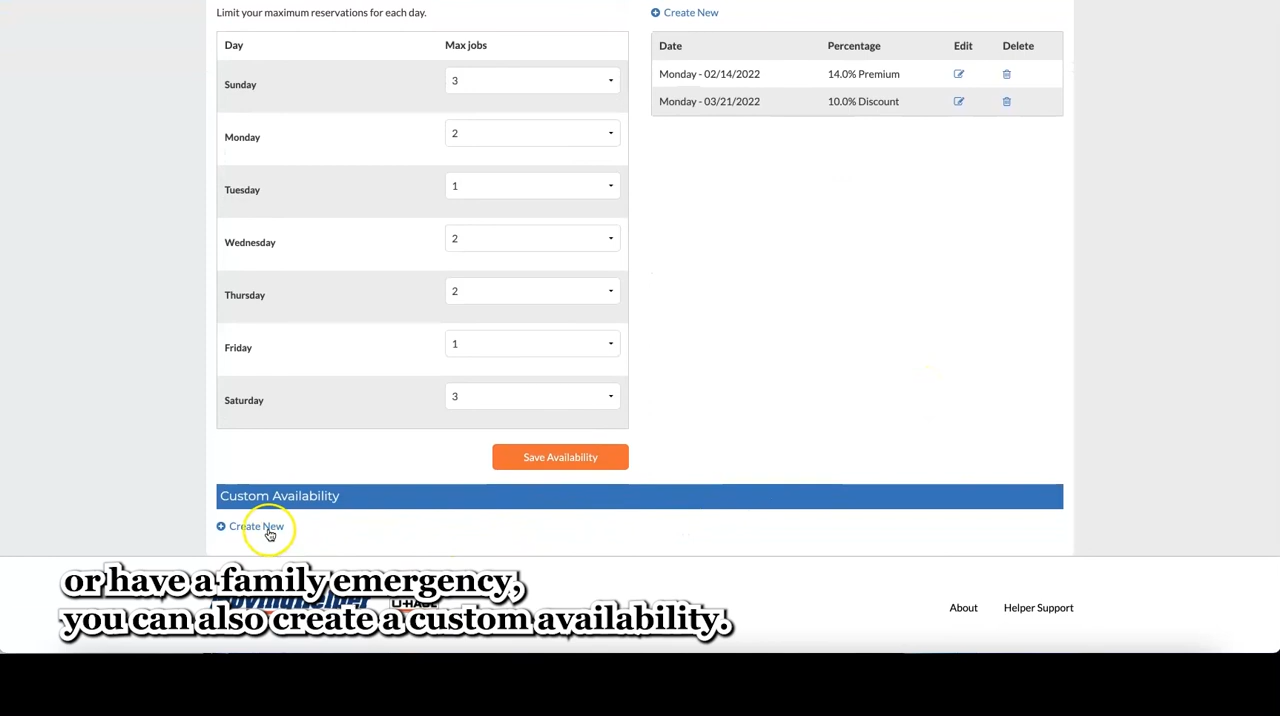 Limit your maximum reservations for each day.
Day Max jobs
Sunday 3
Monday 2
Tuesday 1
Wednesday 2
Thursday 2
Friday 1
Saturday 3
Save Availability
Create New
Date Percentage Edit Delete
Monday - 02/14/2022 14.0% Premium
Monday - 03/21/2022 10.0% Discount
Custom Availability
Create New
or have a family emergency,
you can also create a custom availability.
About Helper Support